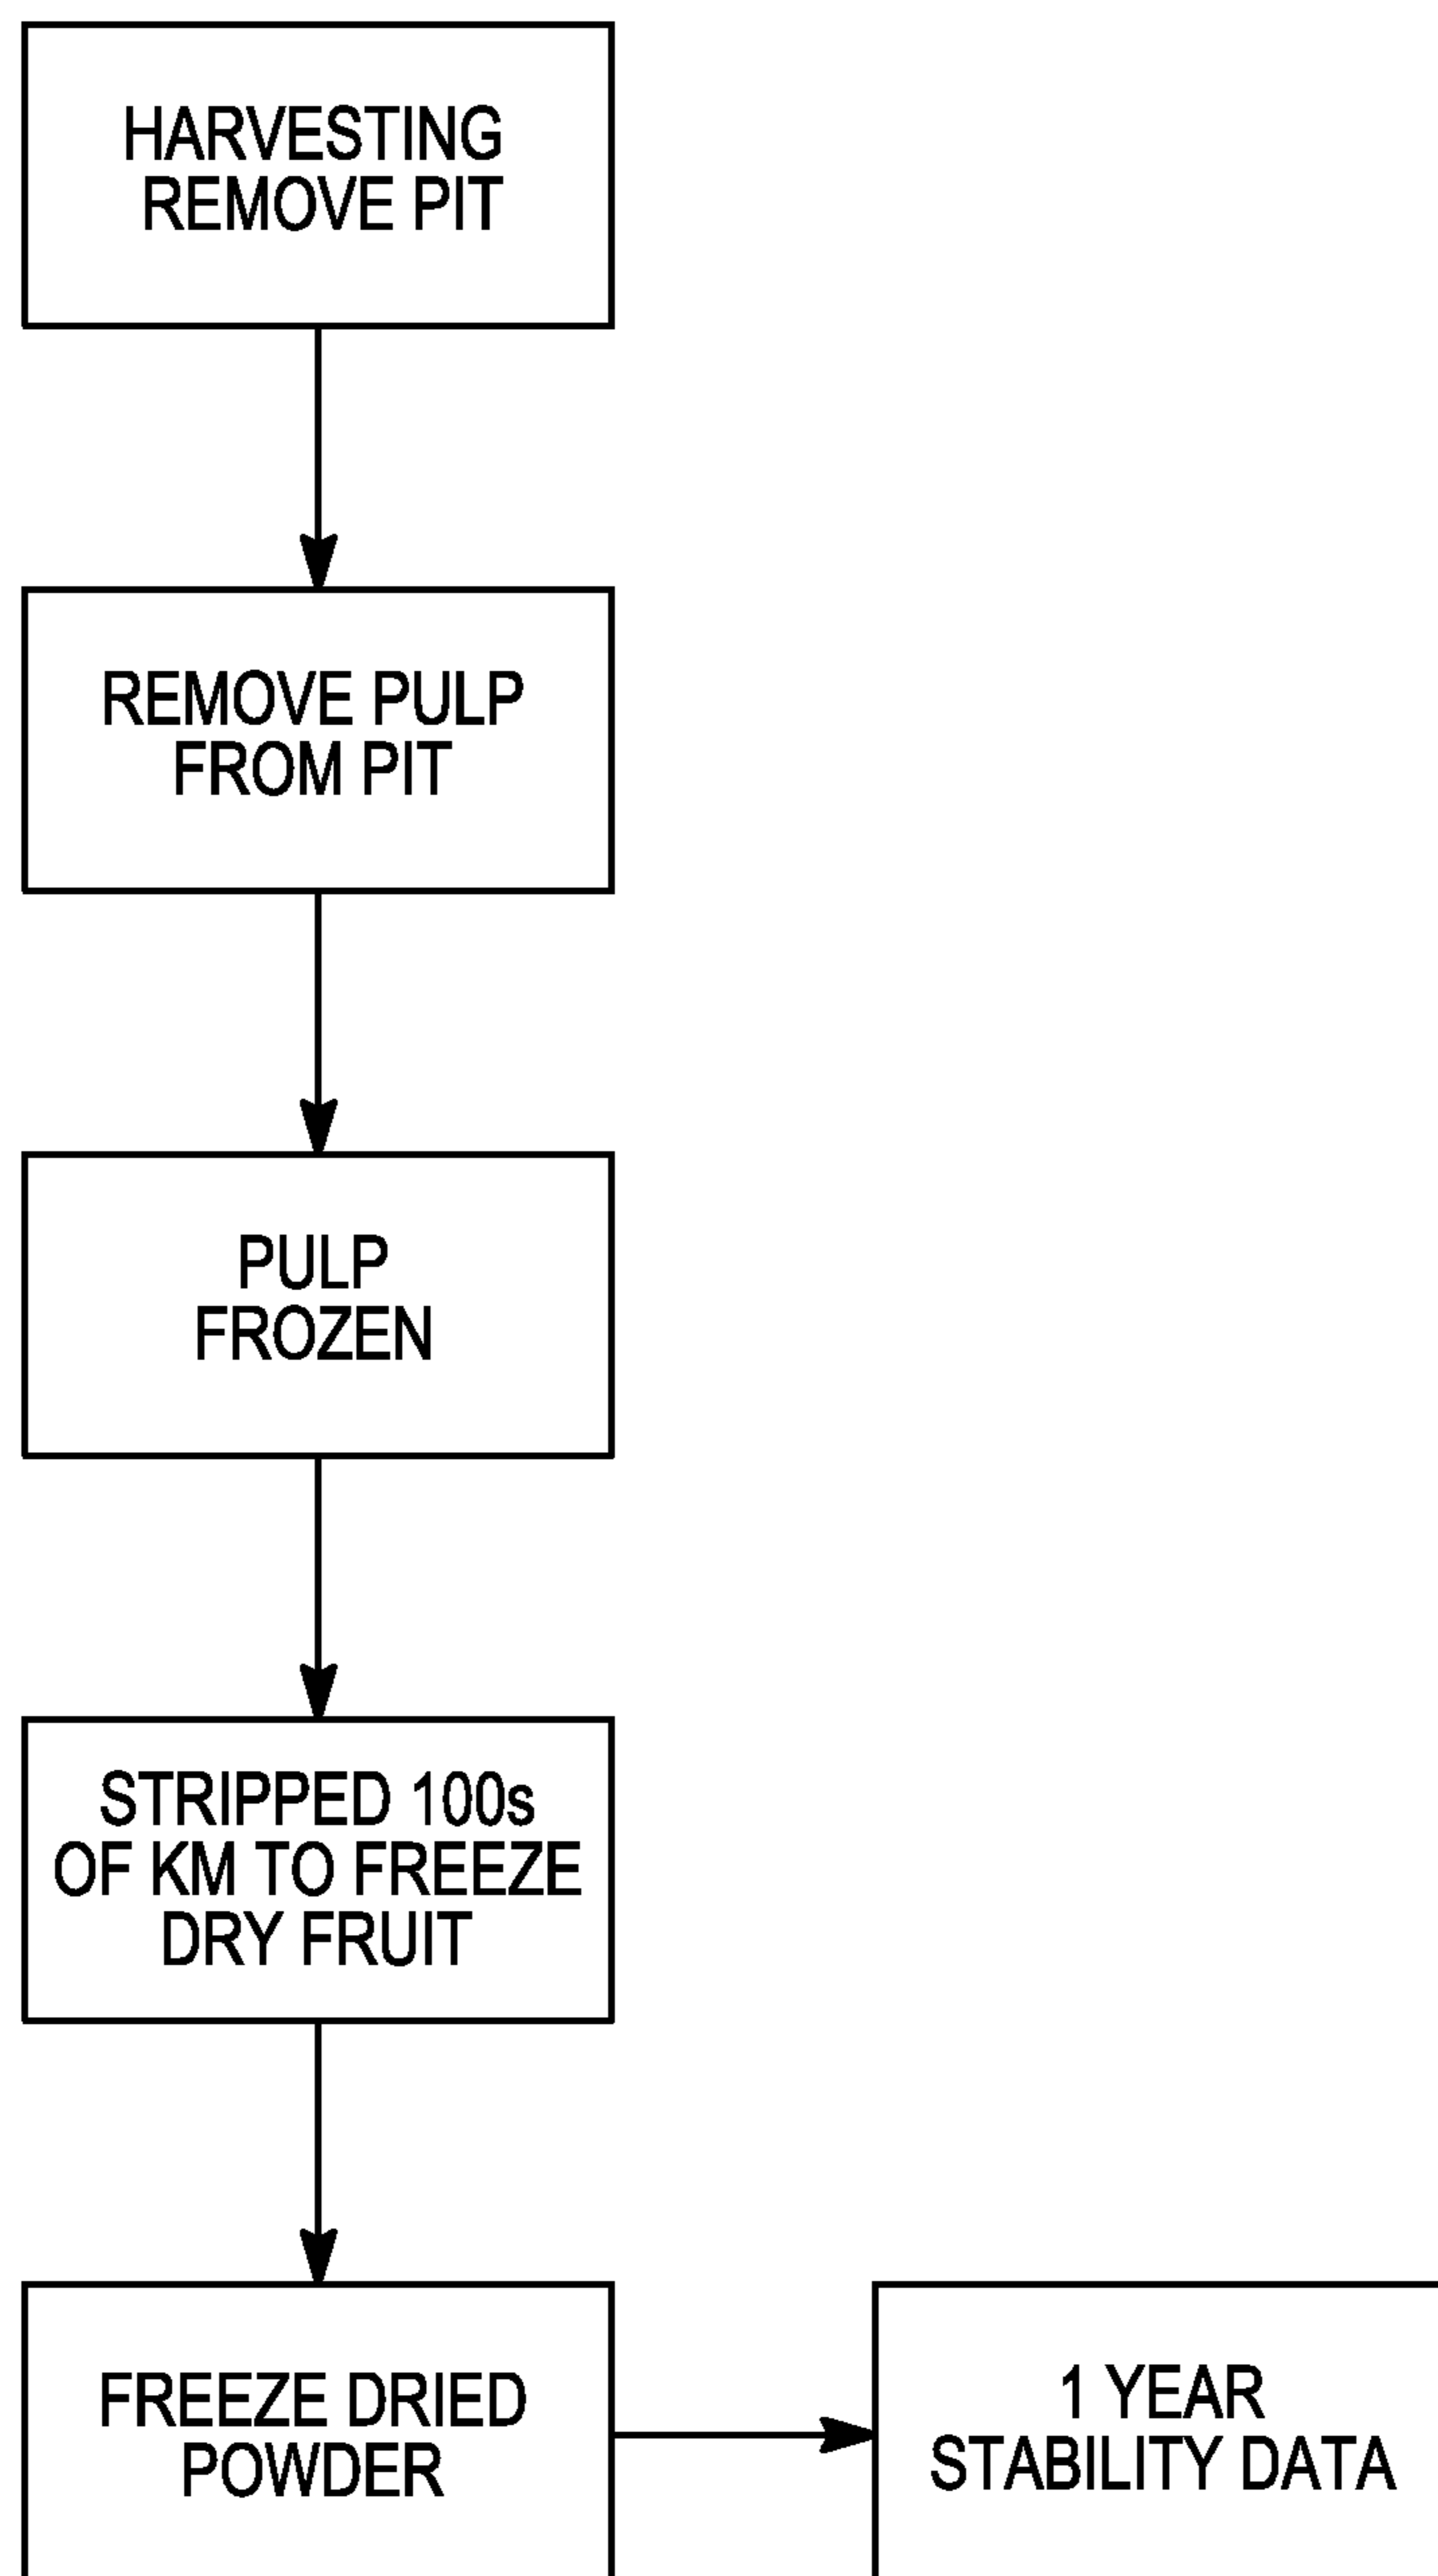 HARVESTING
REMOVE PIT
REMOVE PULP
FROM PIT
PULP
FROZEN
STRIPPED 100s
OF KM TO FREEZE
DRY FRUIT
FREEZE DRIED
POWDER
1 YEAR
STABILITY DATA